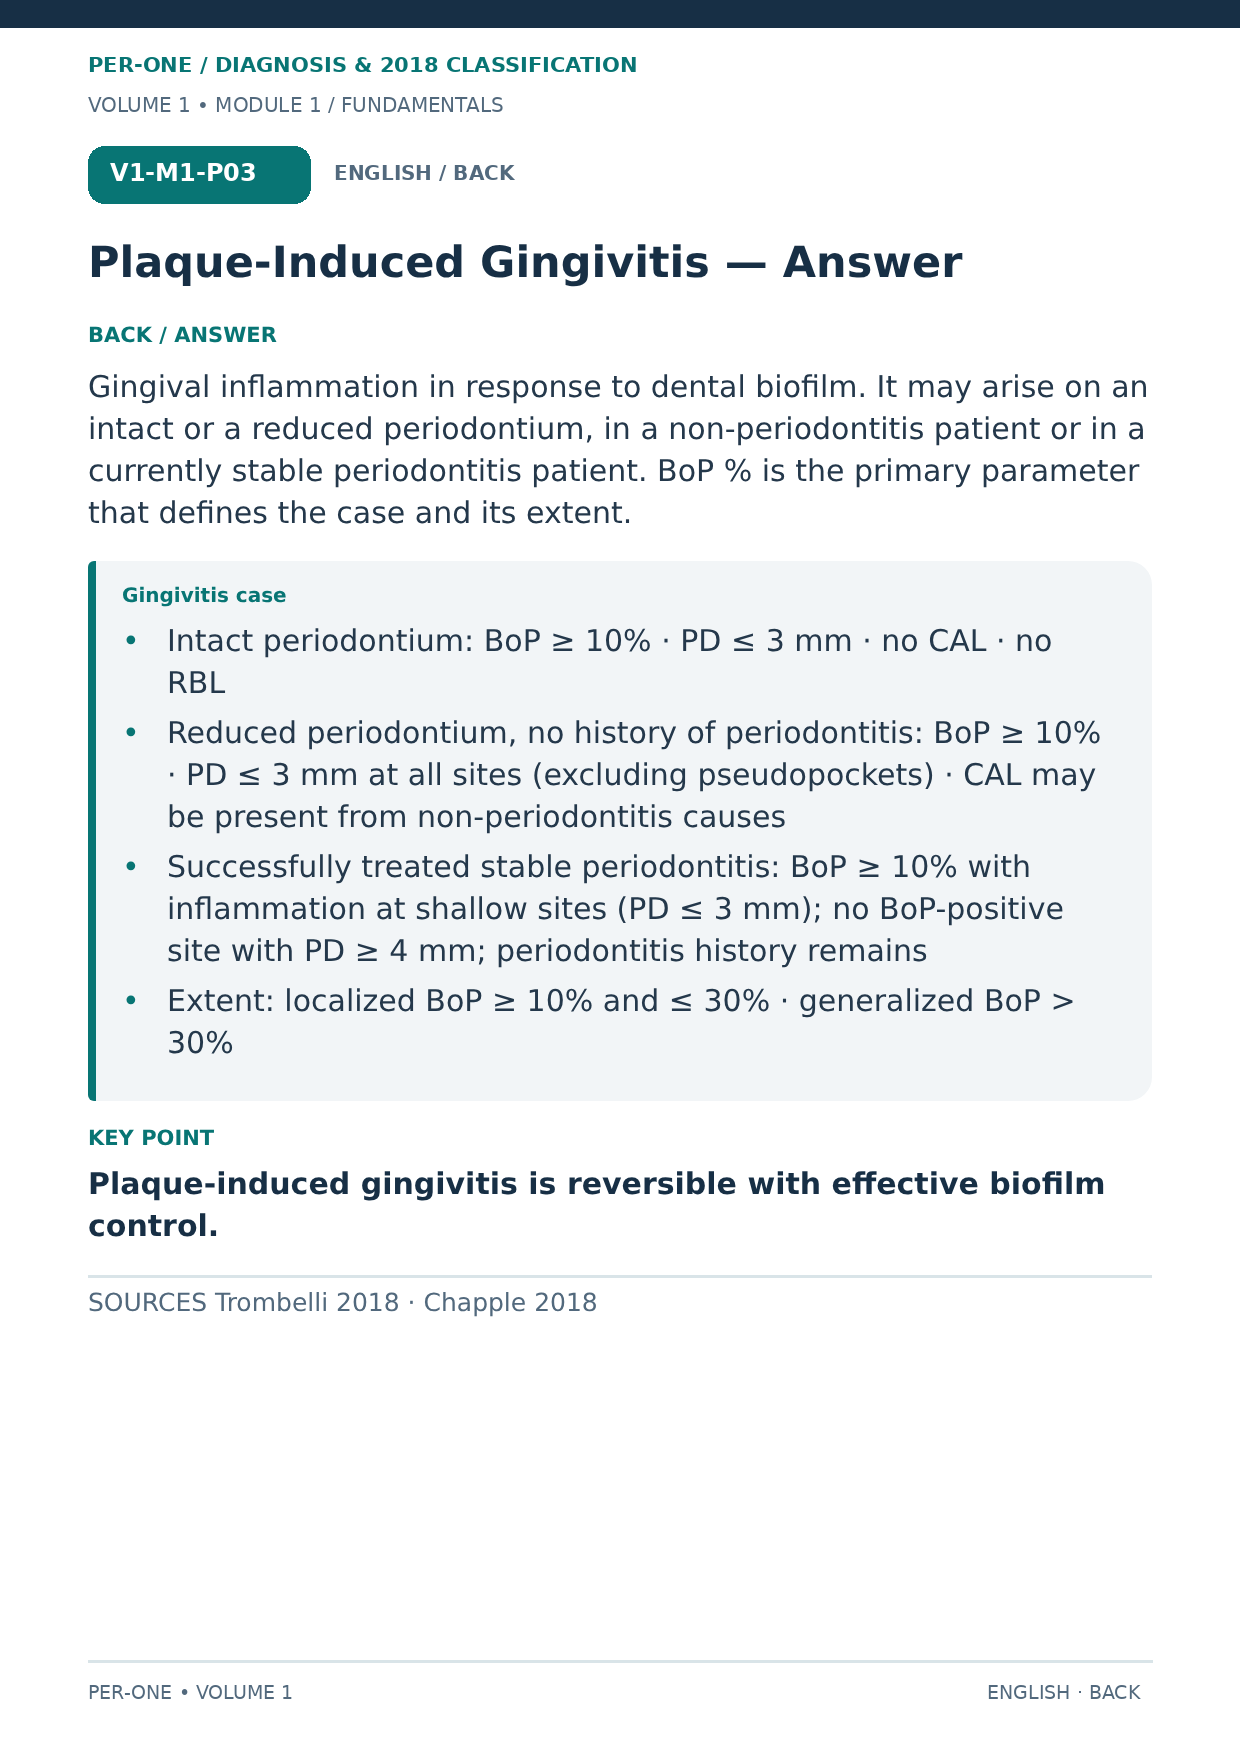 PER-ONE / DIAGNOSIS & 2018 CLASSIFICATION
VOLUME 1 • MODULE 1 / FUNDAMENTALS
V1-M1-P03
ENGLISH / BACK
Plaque-Induced Gingivitis — Answer
BACK / ANSWER
Gingival inflammation in response to dental biofilm. It may arise on an
intact or a reduced periodontium, in a non-periodontitis patient or in a
currently stable periodontitis patient. BoP % is the primary parameter
that defines the case and its extent.
Gingivitis case
• Intact periodontium: BoP ≥ 10% · PD ≤ 3 mm · no CAL · no
RBL
• Reduced periodontium, no history of periodontitis: BoP ≥ 10%
· PD ≤ 3 mm at all sites (excluding pseudopockets) · CAL may
be present from non-periodontitis causes
• Successfully treated stable periodontitis: BoP ≥ 10% with
inflammation at shallow sites (PD ≤ 3 mm); no BoP-positive
site with PD ≥ 4 mm; periodontitis history remains
• Extent: localized BoP ≥ 10% and ≤ 30% · generalized BoP >
30%
KEY POINT
Plaque-induced gingivitis is reversible with effective biofilm
control.
SOURCES Trombelli 2018 · Chapple 2018
PER-ONE • VOLUME 1
ENGLISH · BACK